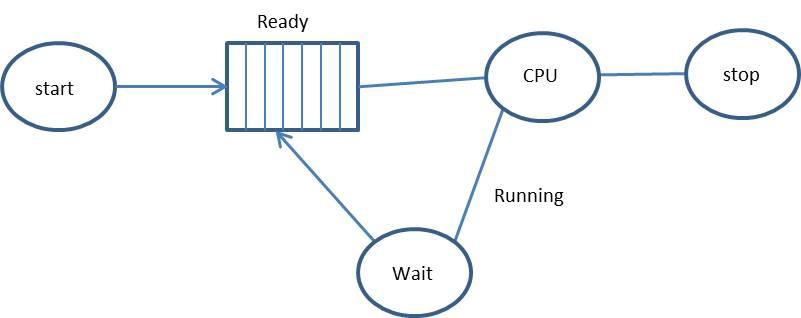 Ready
start
CPU
stop
Running
Wait